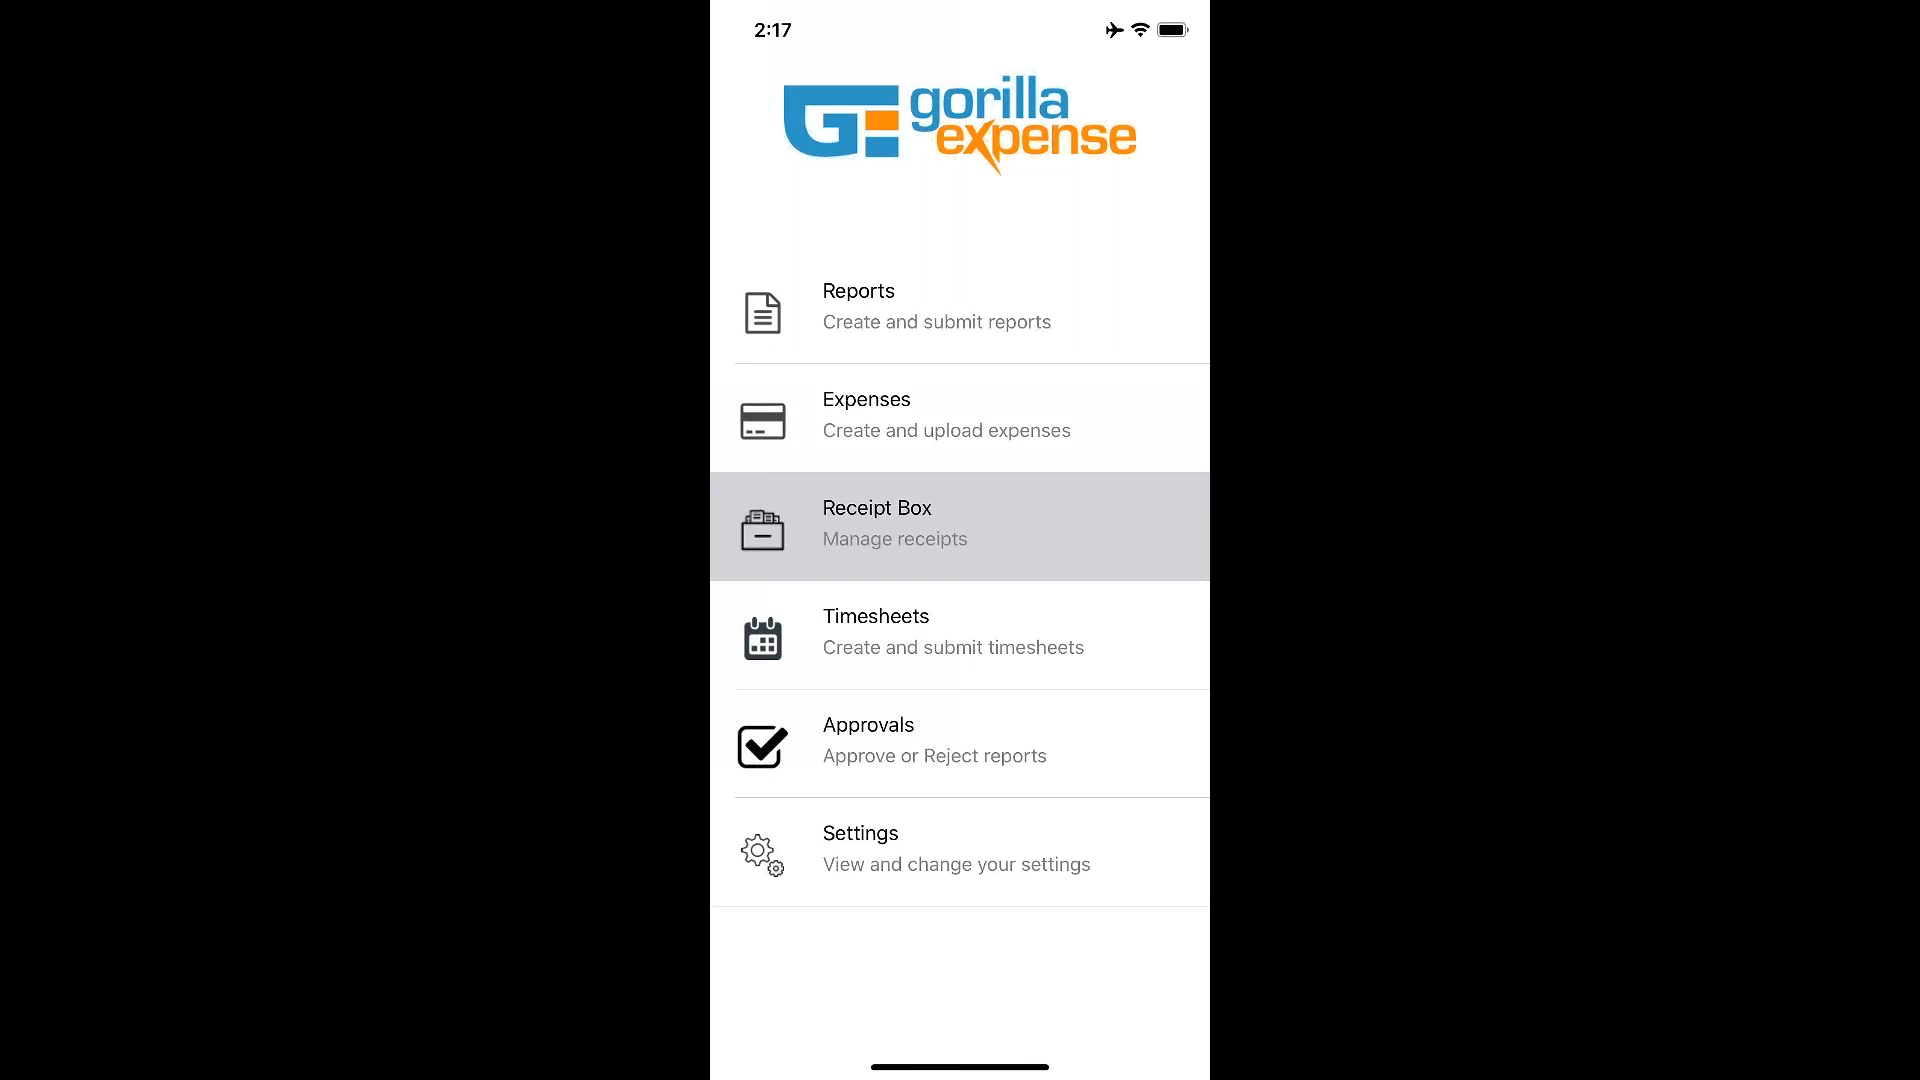 2:17
GE gorilla
expense
Reports
Create and submit reports
Expenses
Create and upload expenses
Receipt Box
Manage receipts
Timesheets
Create and submit timesheets
Approvals
Approve or Reject reports
Settings
View and change your settings